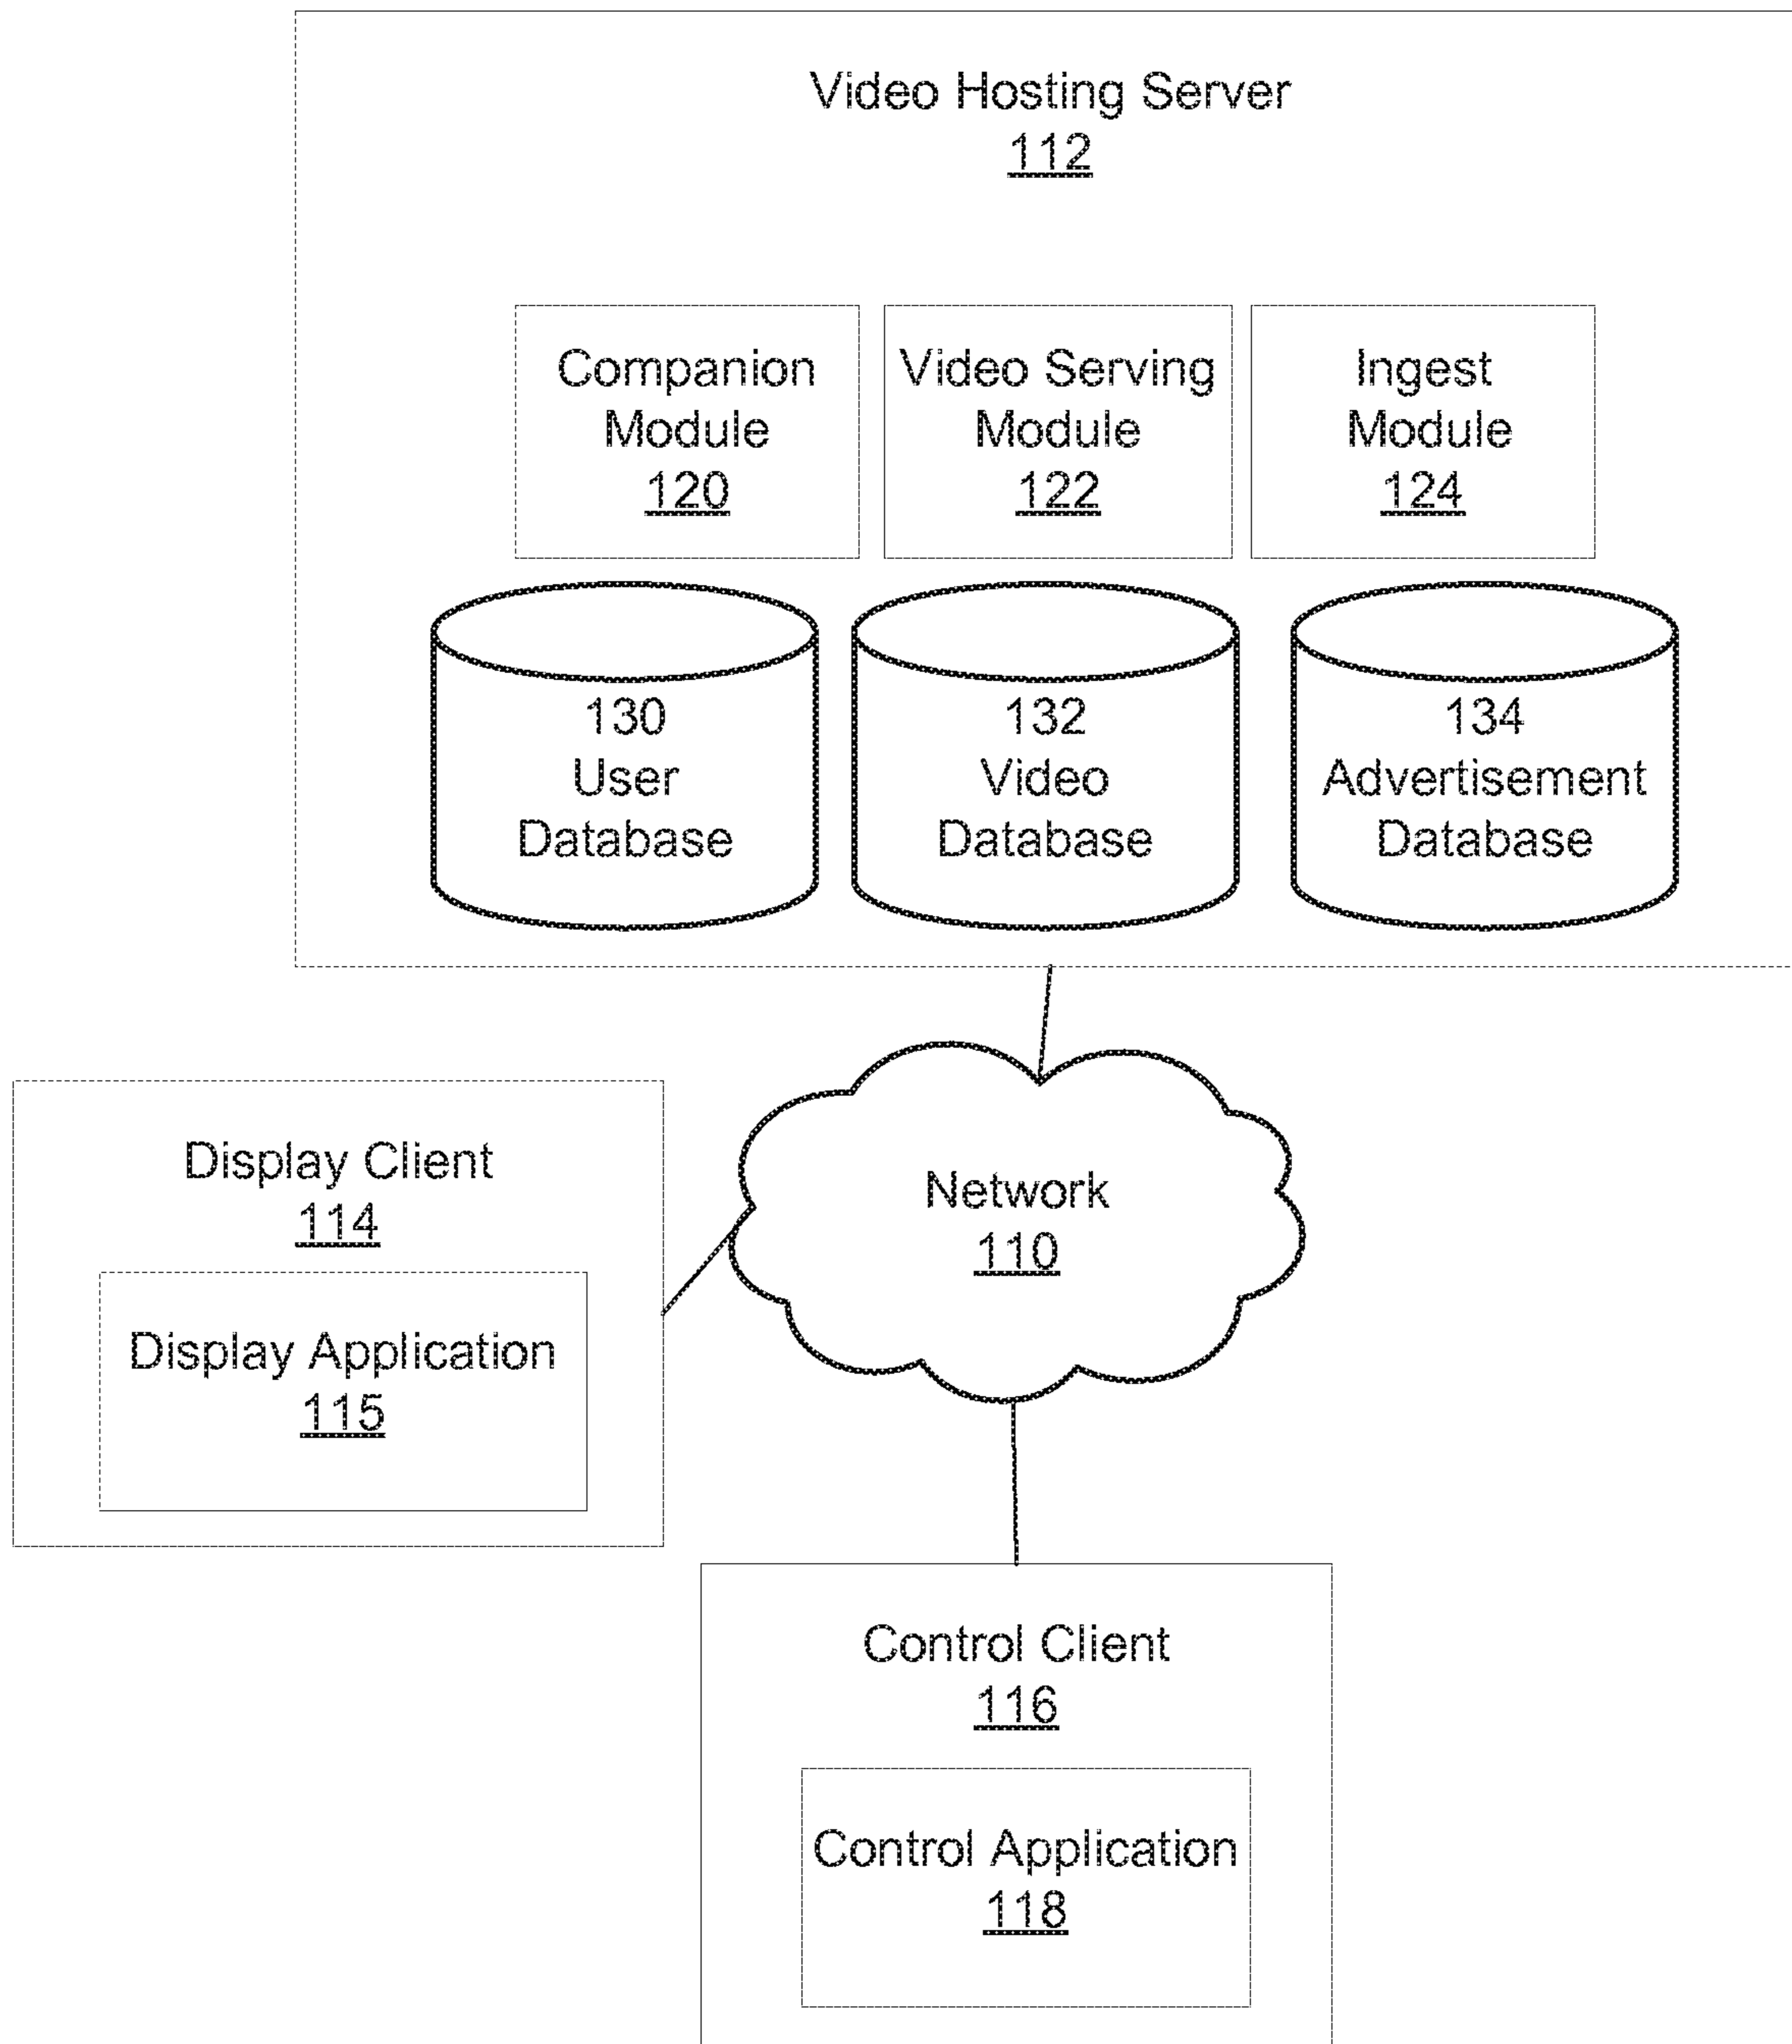 Video Hosting Server
112
Companion
Module
120
Video Serving
Module
122
Ingest
Module
124
130
User
Database
132
Video
Database
134
Advertisement
Database
Display Client
114
Display Application
115
Network
110
Control Client
116
Control Application
118